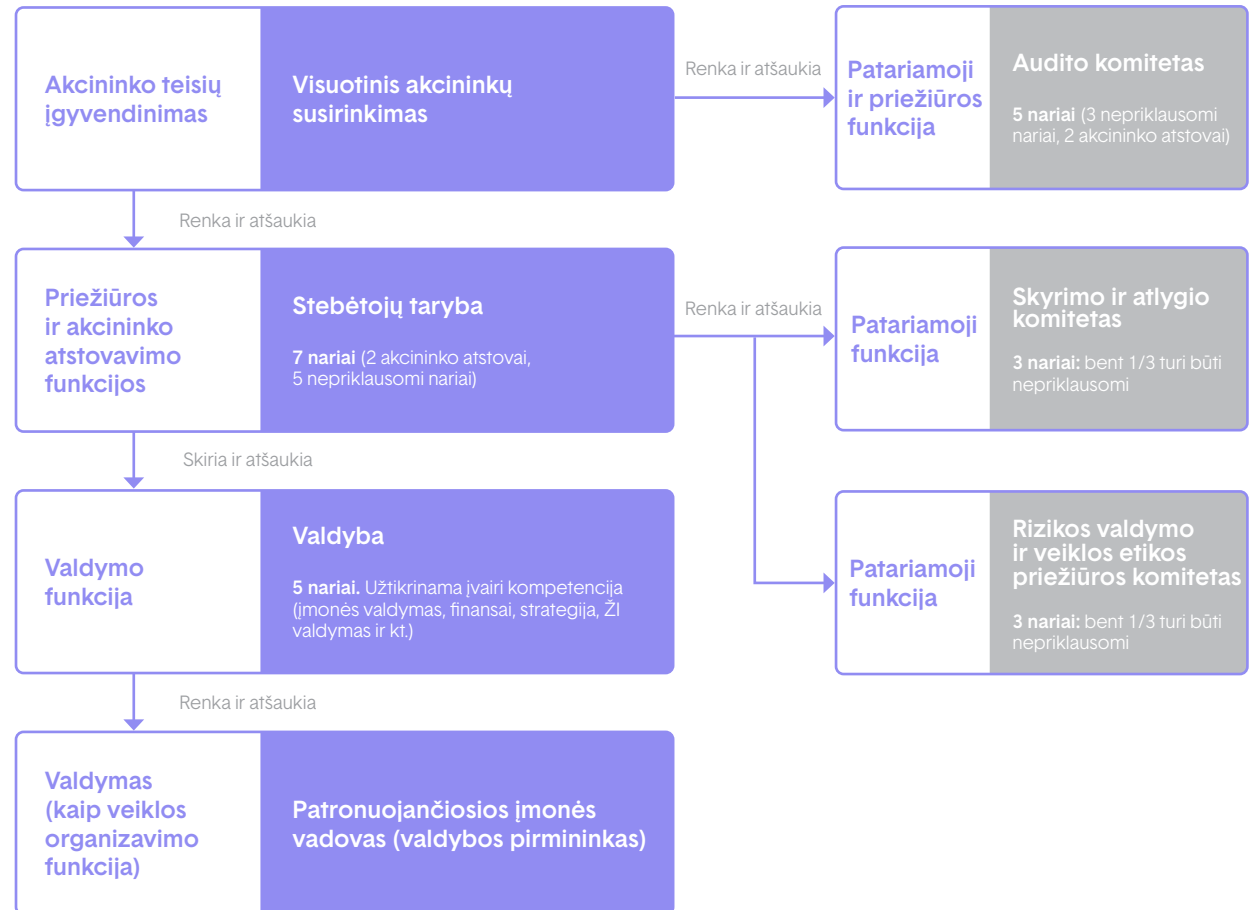 Akcininko teisių
įgyvendinimas
Visuotinis akcininkų
susirinkimas
Renka ir atšaukia
Patariamoji
ir priežiūros
funkcija
Audito komitetas
5 nariai (3 nepriklausomi
nariai, 2 akcininko atstovai)
Renka ir atšaukia
Priežiūros
ir akcininko
atstovavimo
funkcijos
Stebėtojų taryba
7 nariai (2 akcininko atstovai,
5 nepriklausomi nariai)
Renka ir atšaukia
Patariamoji
funkcija
Skyrimo ir atlygio
komitetas
3 nariai: bent 1/3 turi būti
nepriklausomi
Skiria ir atšaukia
Valdymo
funkcija
Valdyba
5 nariai. Užtikrinama įvairi kompetencija
(įmonės valdymas, finansai, strategija, ŽI
valdymas ir kt.)
Patariamoji
funkcija
Rizikos valdymo
ir veiklos etikos
priežiūros komitetas
3 nariai: bent 1/3 turi būti
nepriklausomi
Renka ir atšaukia
Valdymas
(kaip veiklos
organizavimo
funkcija)
Patronuojančiosios įmonės
vadovas (valdybos pirmininkas)